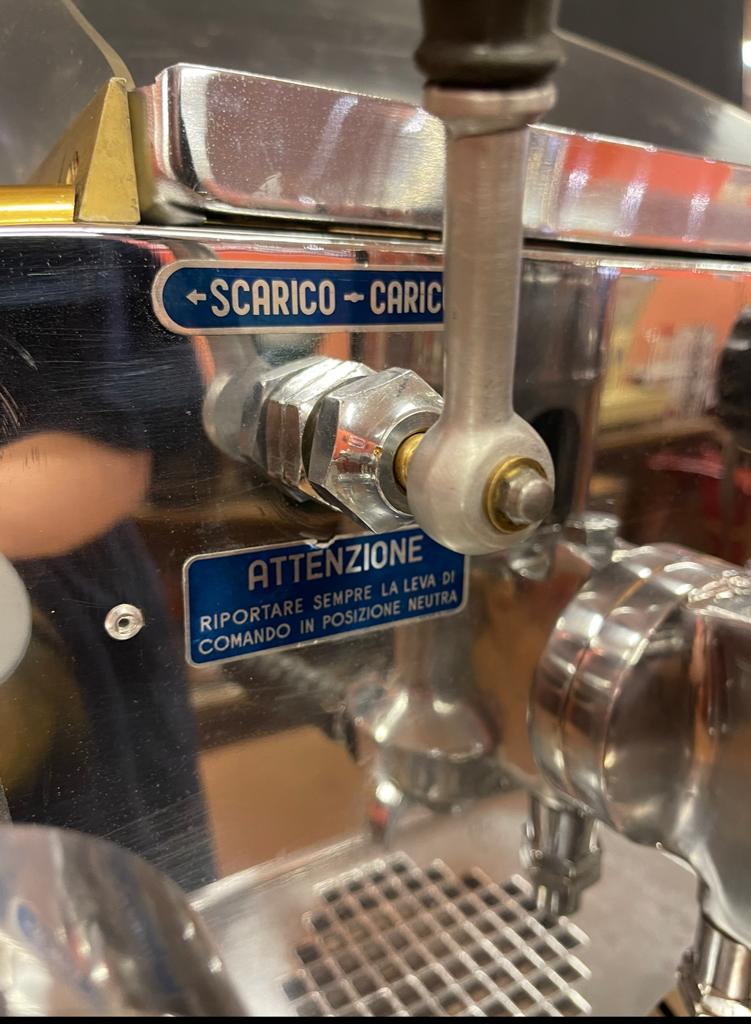 ←SCARICO - CARIC
ATTENZIONE
RIPORTARE SEMPRE LA LEVA DI
COMANDO IN POSIZIONE NEUTRA